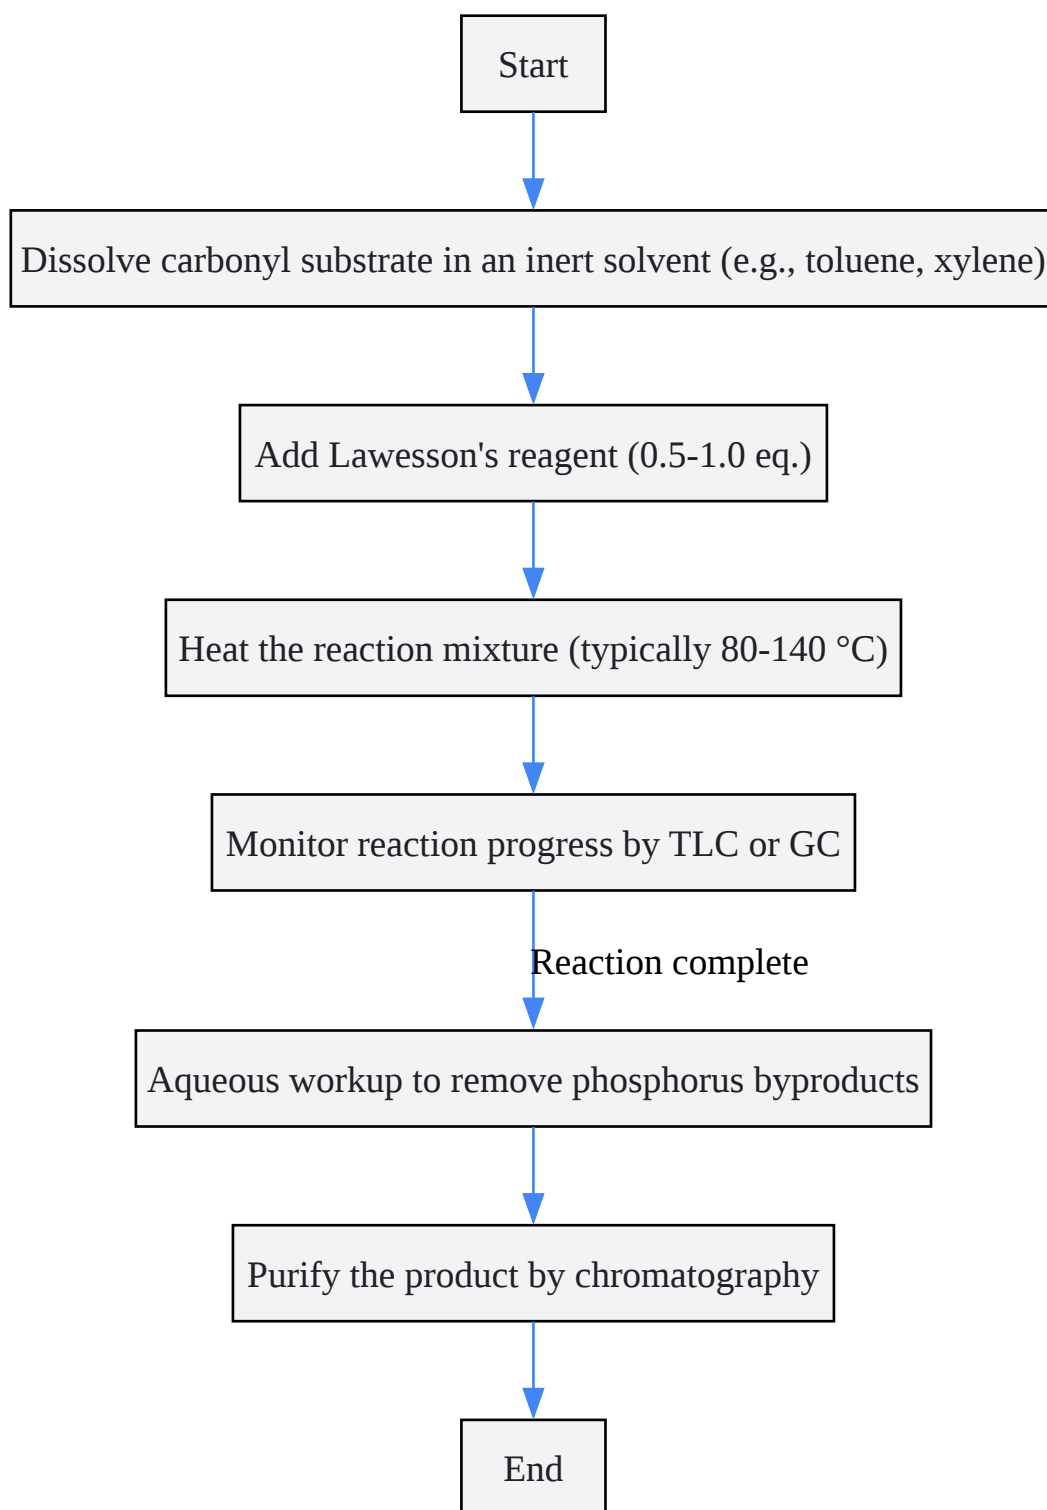 Start
Dissolve carbonyl substrate in an inert solvent (e.g., toluene, xylene)
Add Lawesson's reagent (0.5-1.0 eq.)
Heat the reaction mixture (typically 80-140 °C)
Monitor reaction progress by TLC or GC
Reaction complete
Aqueous workup to remove phosphorus byproducts
Purify the product by chromatography
End